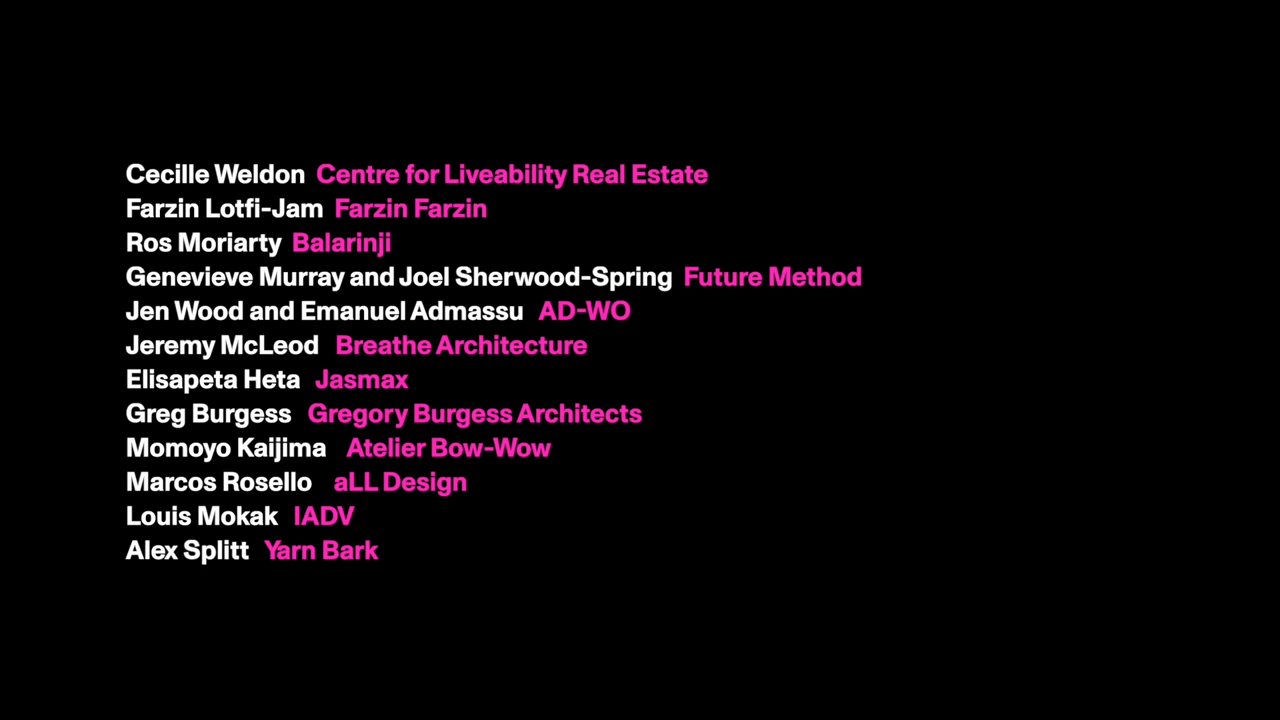 Cecille Weldon Centre for Liveability Real Estate
Farzin Lotfi-Jam Farzin Farzin
Ros Moriarty Balarinji
Genevieve Murray and Joel Sherwood-Spring Future Method
Jen Wood and Emanuel Admassu AD-WO
Jeremy McLeod Breathe Architecture
Elisapeta Heta Jasmax
Greg Burgess Gregory Burgess Architects
Momoyo Kaijima Atelier Bow-Wow
Marcos Rosello aLL Design
Louis Mokak IADV
Alex Splitt Yarn Bark